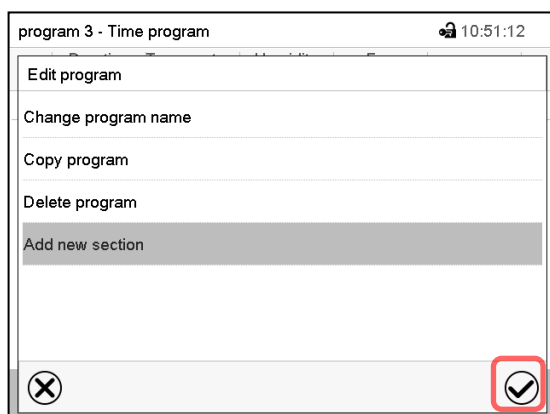 program 3 - Time program 10:51:12
Edit program
Change program name
Copy program
Delete program
Add new section